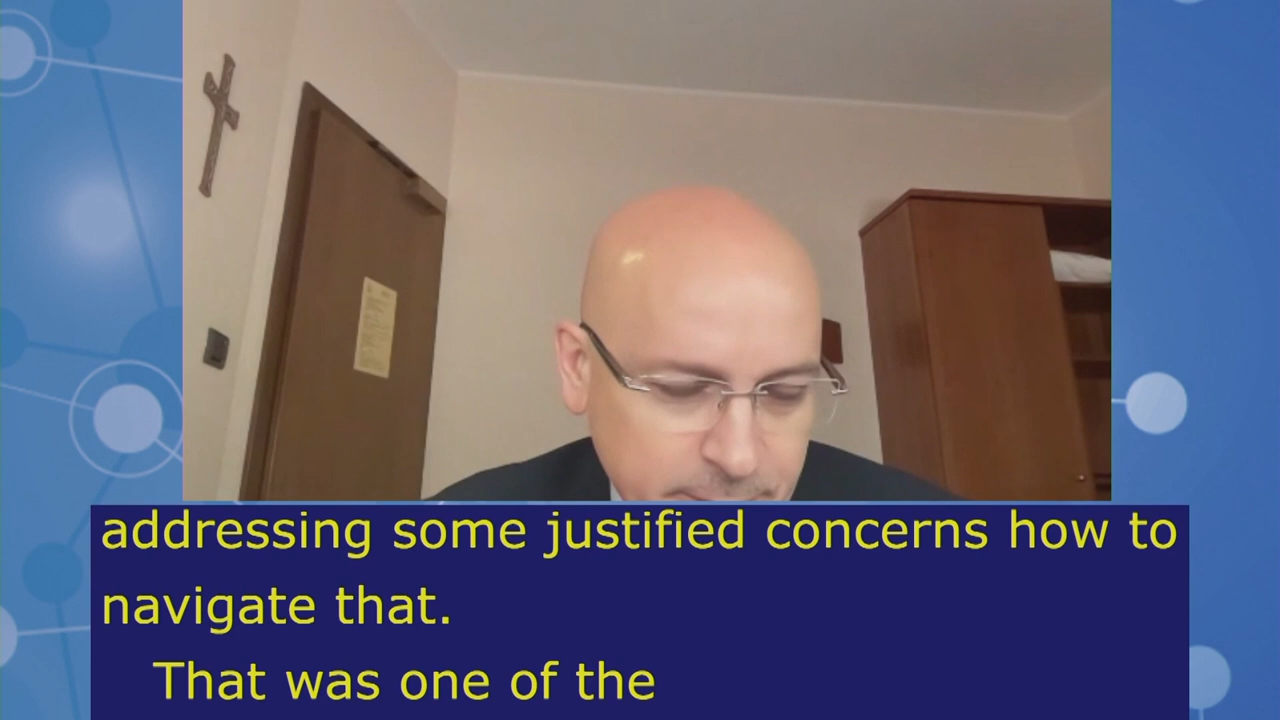 addressing some justified concerns how to
navigate that.
That was one of the